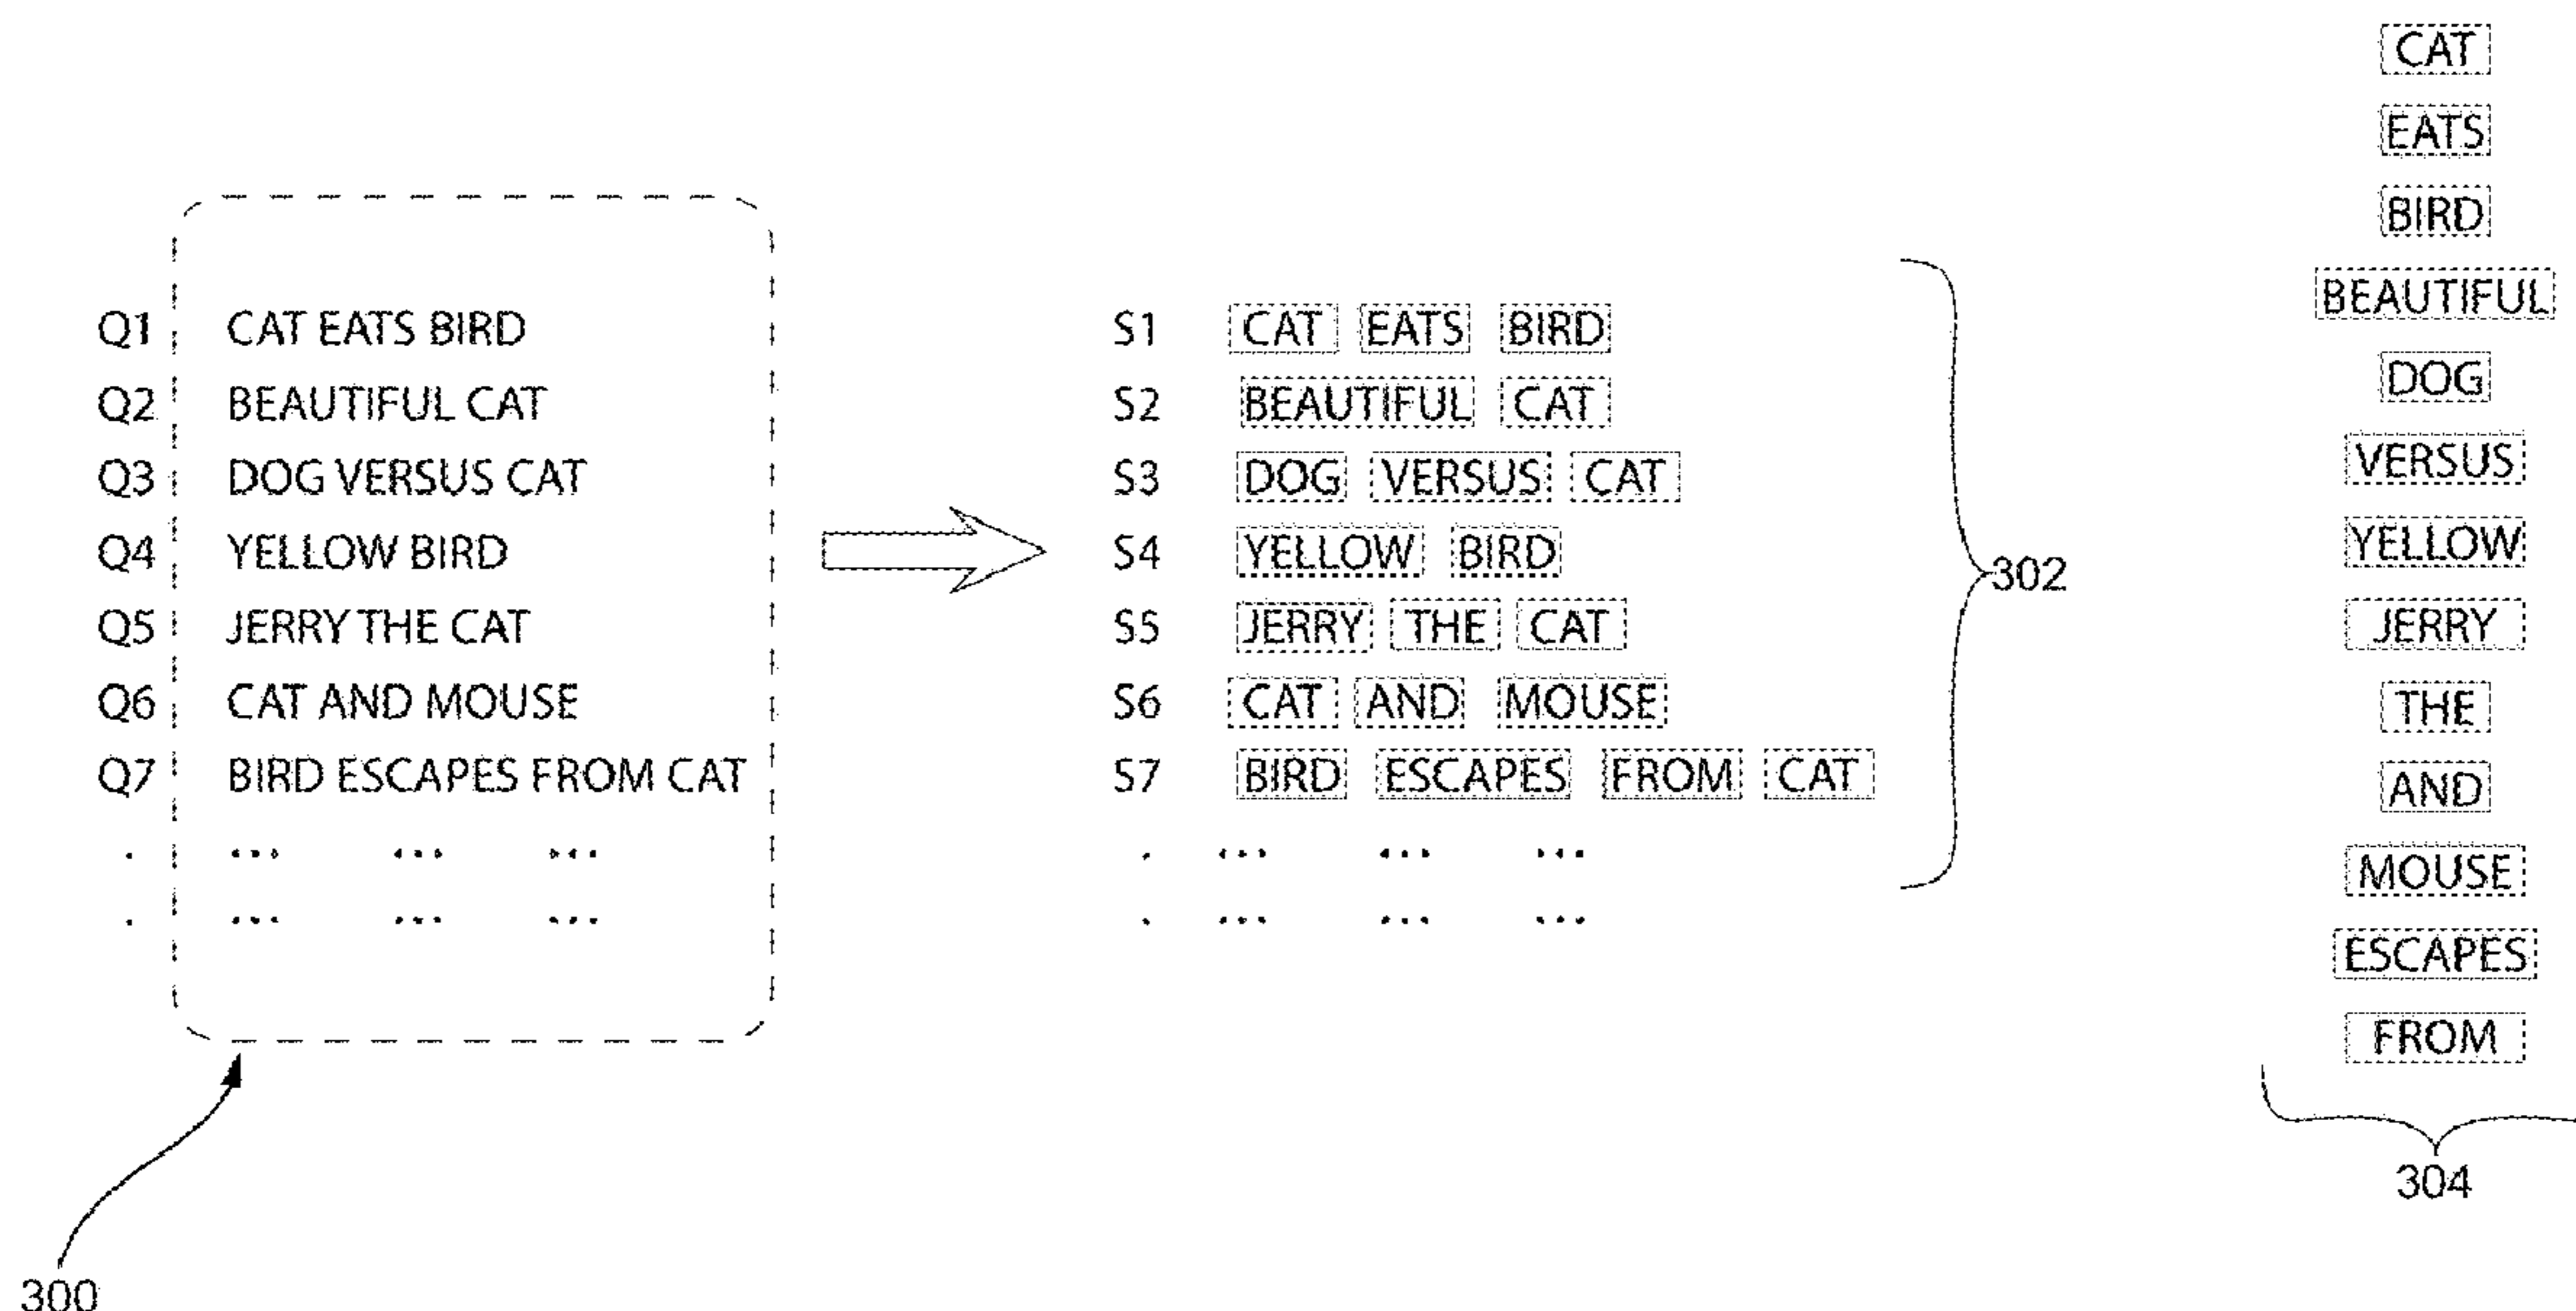 Q1 CAT EATS BIRD
Q2 BEAUTIFUL CAT
Q3 DOG VERSUS CAT
Q4 YELLOW BIRD
Q5 JERRY THE CAT
Q6 CAT AND MOUSE
Q7 BIRD ESCAPES FROM CAT
. ... ... ...
. ... ... ...
300
S1 CAT EATS BIRD
S2 BEAUTIFUL CAT
S3 DOG VERSUS CAT
S4 YELLOW BIRD
S5 JERRY THE CAT
S6 CAT AND MOUSE
S7 BIRD ESCAPES FROM CAT
. ... ... ...
. ... ... ...
302
CAT
EATS
BIRD
BEAUTIFUL
DOG
VERSUS
YELLOW
JERRY
THE
AND
MOUSE
ESCAPES
FROM
304